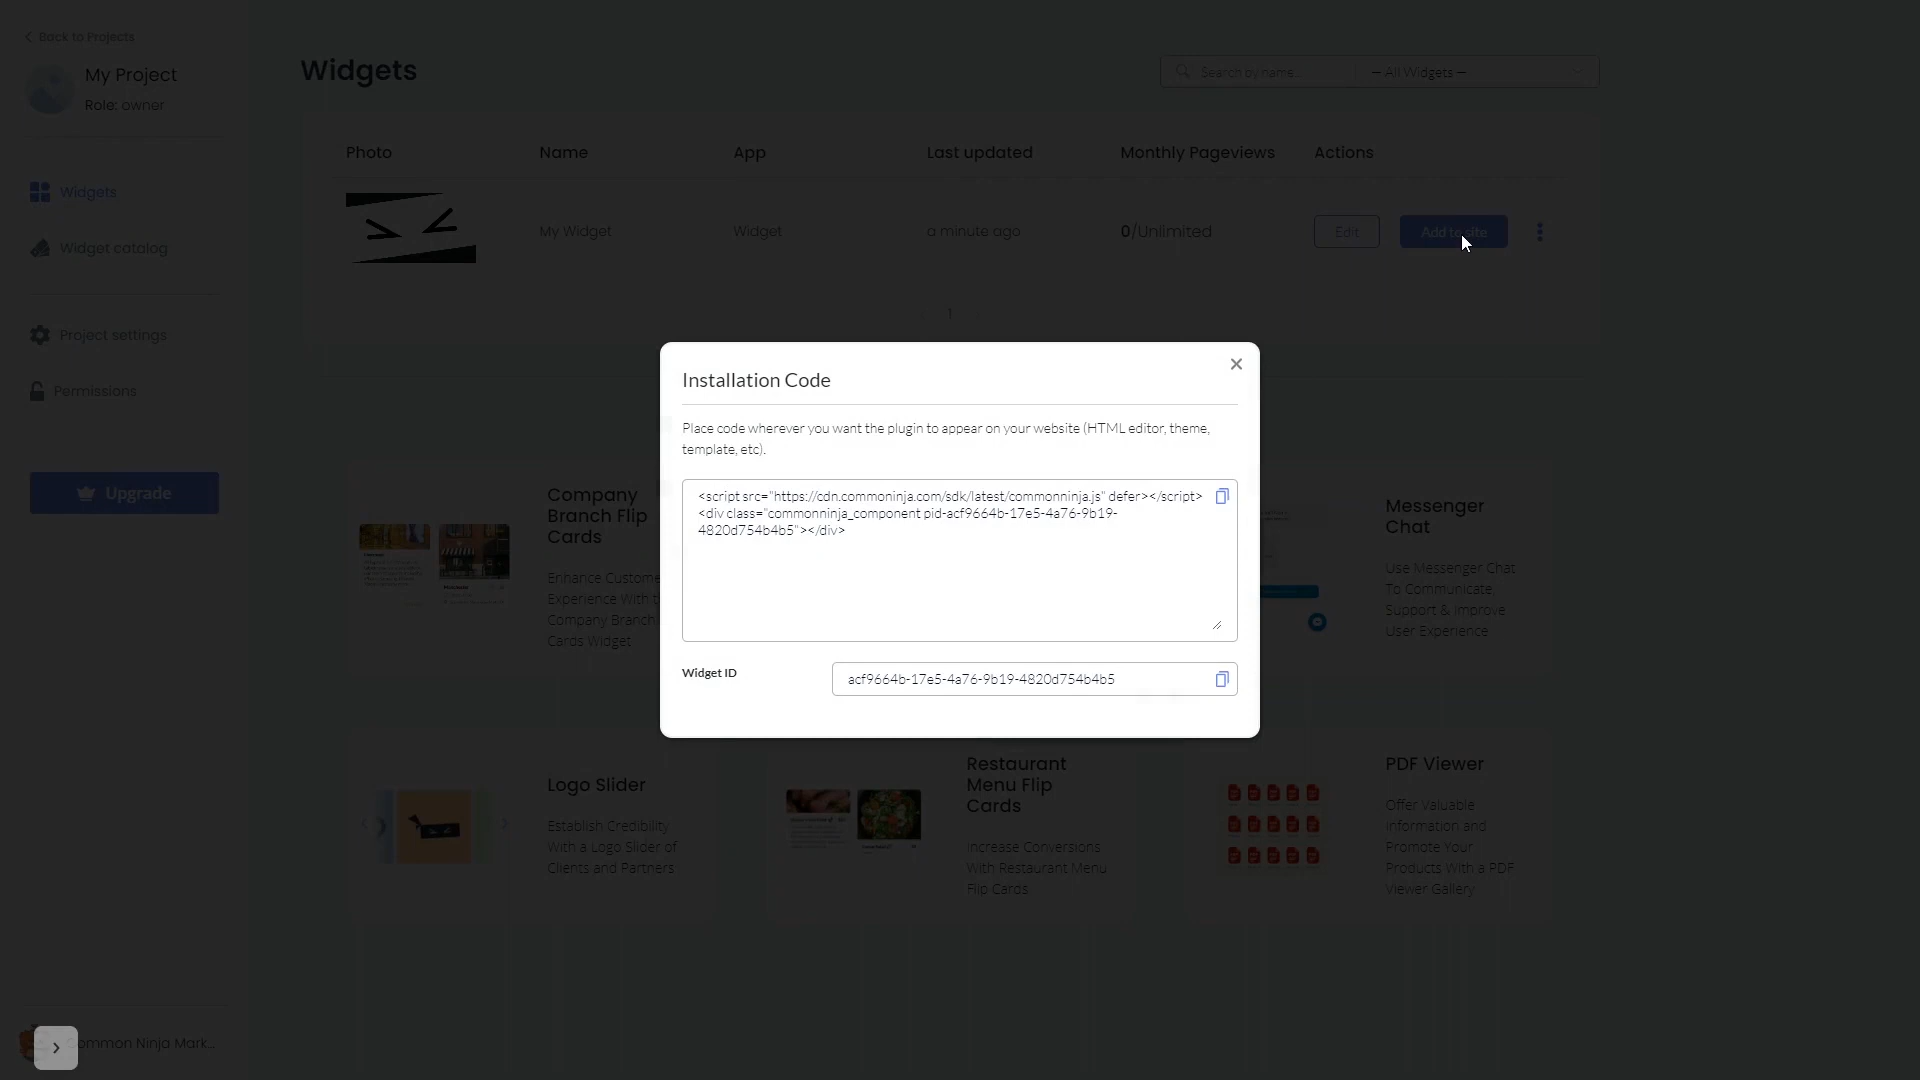 Back to Projects
My Project
Role: owner
Widgets
Widget catalog
Project settings
Permissions
Upgrade
Common Ninja Mark...
Widgets
Search by name...
– All Widgets –
Photo
Name
App
Last updated
Monthly Pageviews
Actions
My Widget
Widget
a minute ago
0/Unlimited
Edit
Add to site
1
Installation Code
Place code wherever you want the plugin to appear on your website (HTML editor, theme,
template, etc).
<script src="https://cdn.commoninja.com/sdk/latest/commonninja.js" defer></script>
<div class="commonninja_component pid-acf9664b-17e5-4a76-9b19-
4820d754b4b5"></div>
Widget ID
acf9664b-17e5-4a76-9b19-4820d754b4b5
Company
Branch Flip
Cards
Enhance Custome
Experience With
Company Branch
Cards Widget
Messenger
Chat
Use Messenger Chat
To Communicate,
Support & Improve
User Experience
Logo Slider
Establish Credibility
With a Logo Slider of
Clients and Partners
Restaurant
Menu Flip
Cards
Increase Conversions
With Restaurant Menu
Flip Cards
PDF Viewer
Offer Valuable
Information and
Promote Your
Products With a PDF
Viewer Gallery